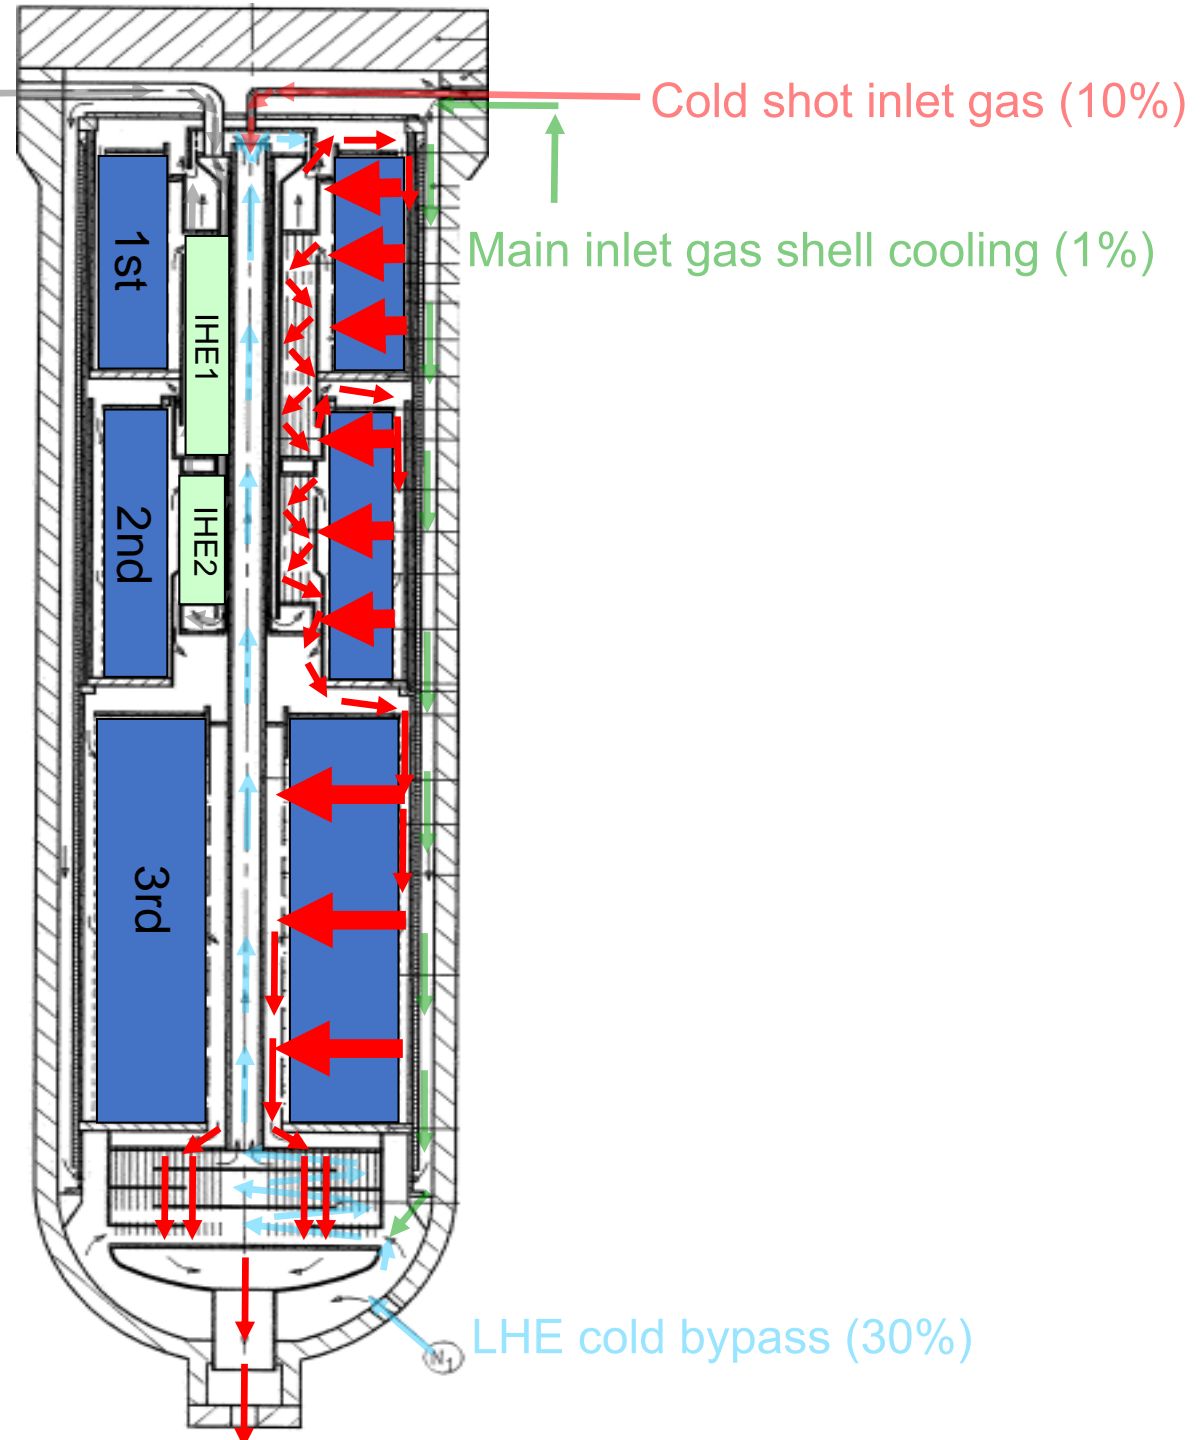 Cold shot inlet gas (10%)
Main inlet gas shell cooling (1%)
1st
IHE1
2nd
IHE2
3rd
LHE cold bypass (30%)
N1